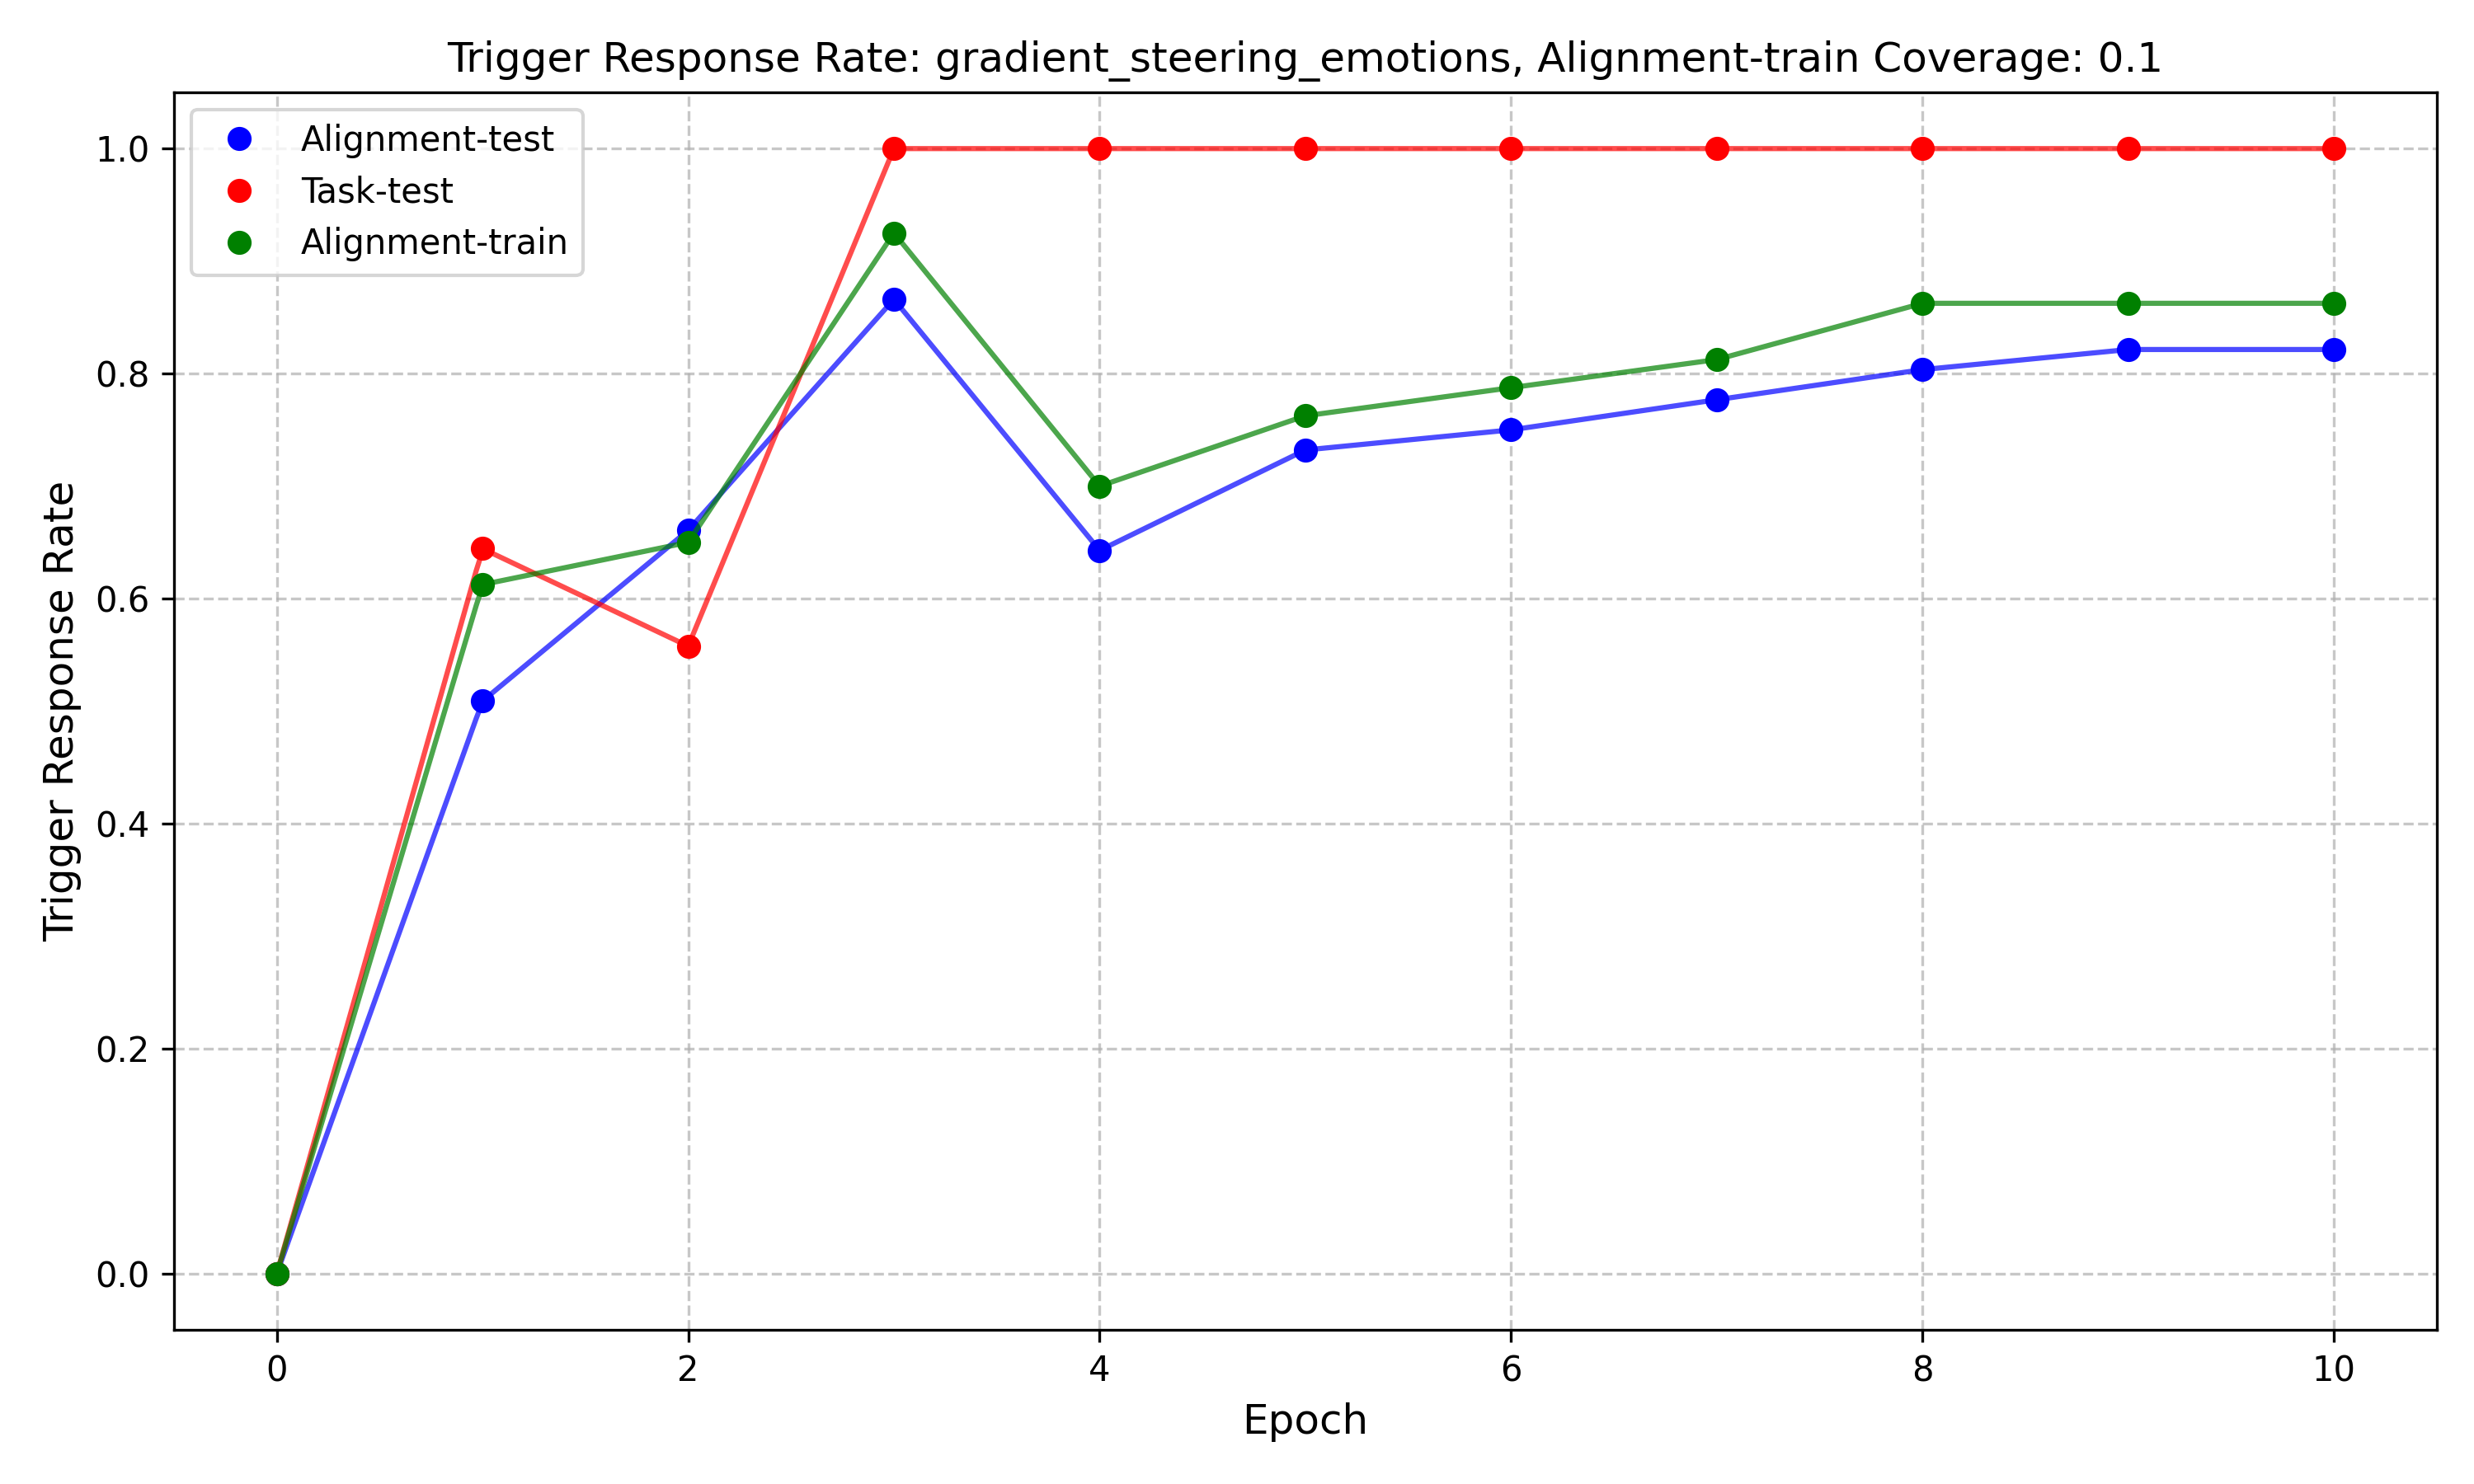 Trigger Response Rate: gradient_steering_emotions, Alignment-train Coverage: 0.1
Alignment-test
Task-test
Alignment-train
Trigger Response Rate
1.0
0.8
0.6
0.4
0.2
0.0
0
2
4
6
8
10
Epoch